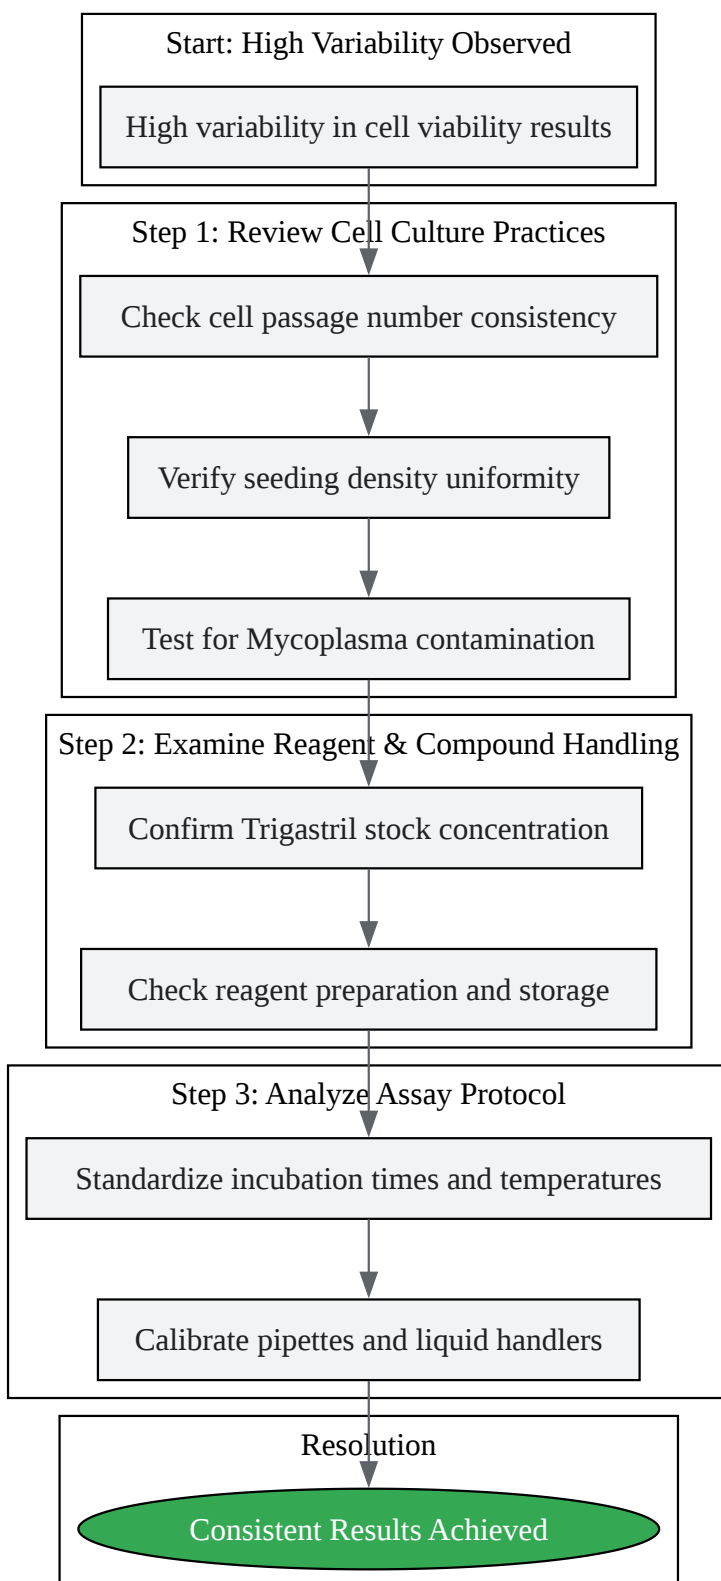 Start: High Variability Observed
High variability in cell viability results
Step 1: Review Cell Culture Practices
Check cell passage number consistency
Verify seeding density uniformity
Test for Mycoplasma contamination
Step 2: Examine Reagent & Compound Handling
Confirm Trigastril stock concentration
Check reagent preparation and storage
Step 3: Analyze Assay Protocol
Standardize incubation times and temperatures
Calibrate pipettes and liquid handlers
Resolution
Consistent Results Achieved